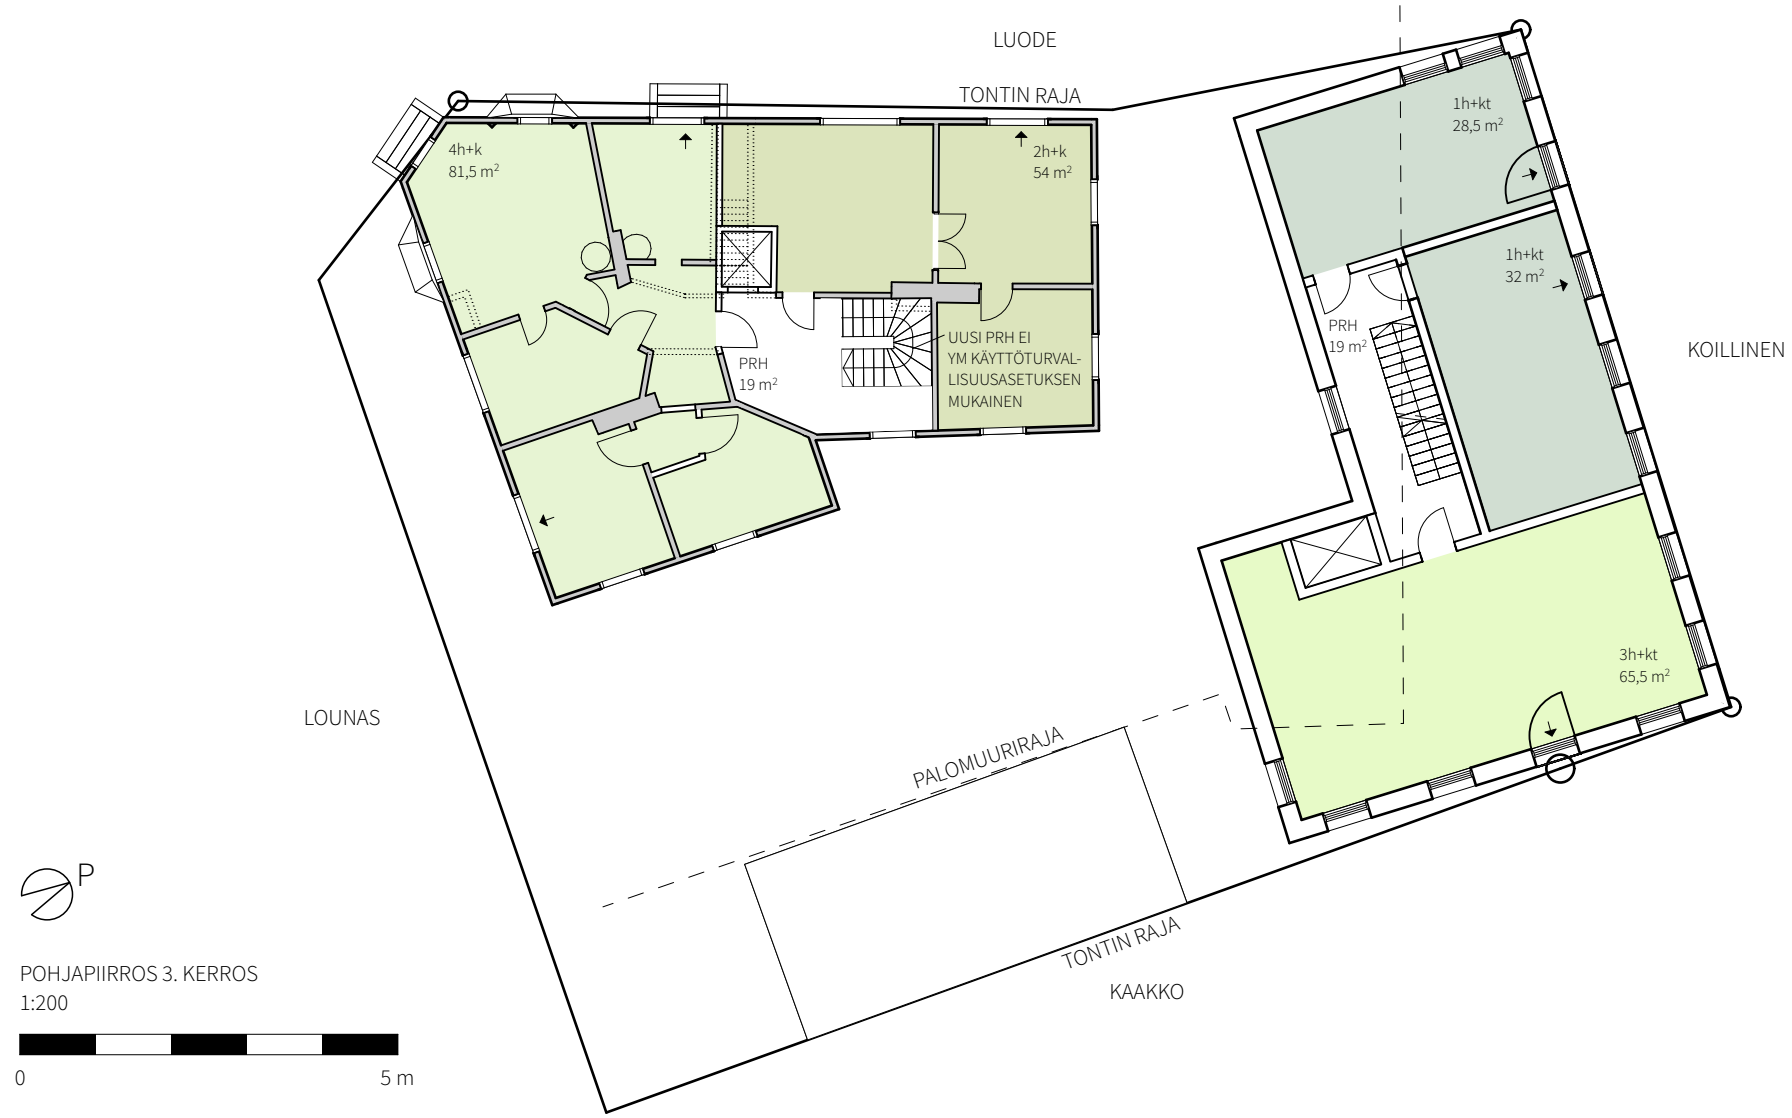 LUODE
TONTIN RAJA
1h+kt
28,5 m²
4h+k
81,5 m²
2h+k
54 m²
1h+kt
32 m²
PRH
19 m²
UUSI PRH EI
YM KÄYTTÖTURVAL-
LISUUSASETUKSEN
MUKAINEN
PRH
19 m²
KOILLINEN
3h+kt
65,5 m²
LOUNAS
PALOMUURIRAJA
TONTIN RAJA
KAAKKO
P
POHJAPIIRROS 3. KERROS
1:200
0
5 m